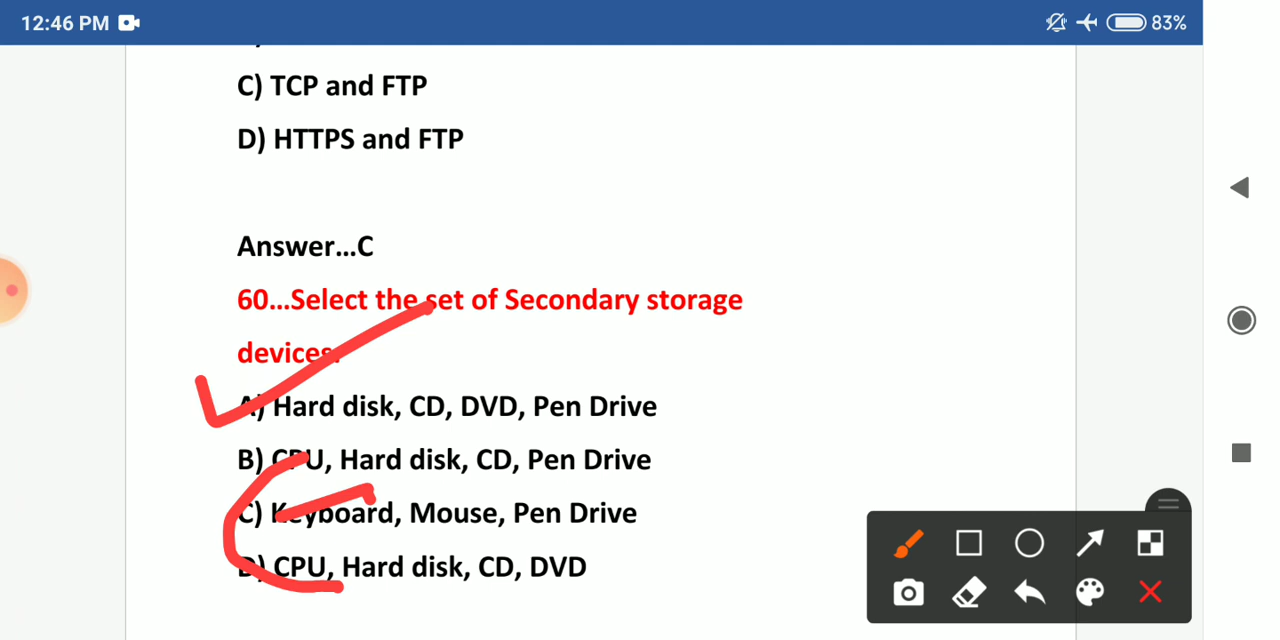 12:46 PM 83%
C) TCP and FTP
D) HTTPS and FTP
Answer...C
60...Select the set of Secondary storage
devices.
A) Hard disk, CD, DVD, Pen Drive
B) CPU, Hard disk, CD, Pen Drive
C) Keyboard, Mouse, Pen Drive
D) CPU, Hard disk, CD, DVD